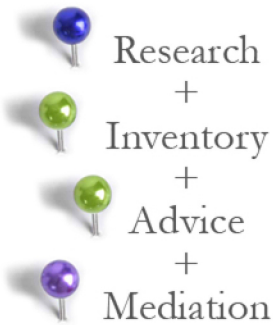 Research
+
Inventory
+
Advice
+
Mediation